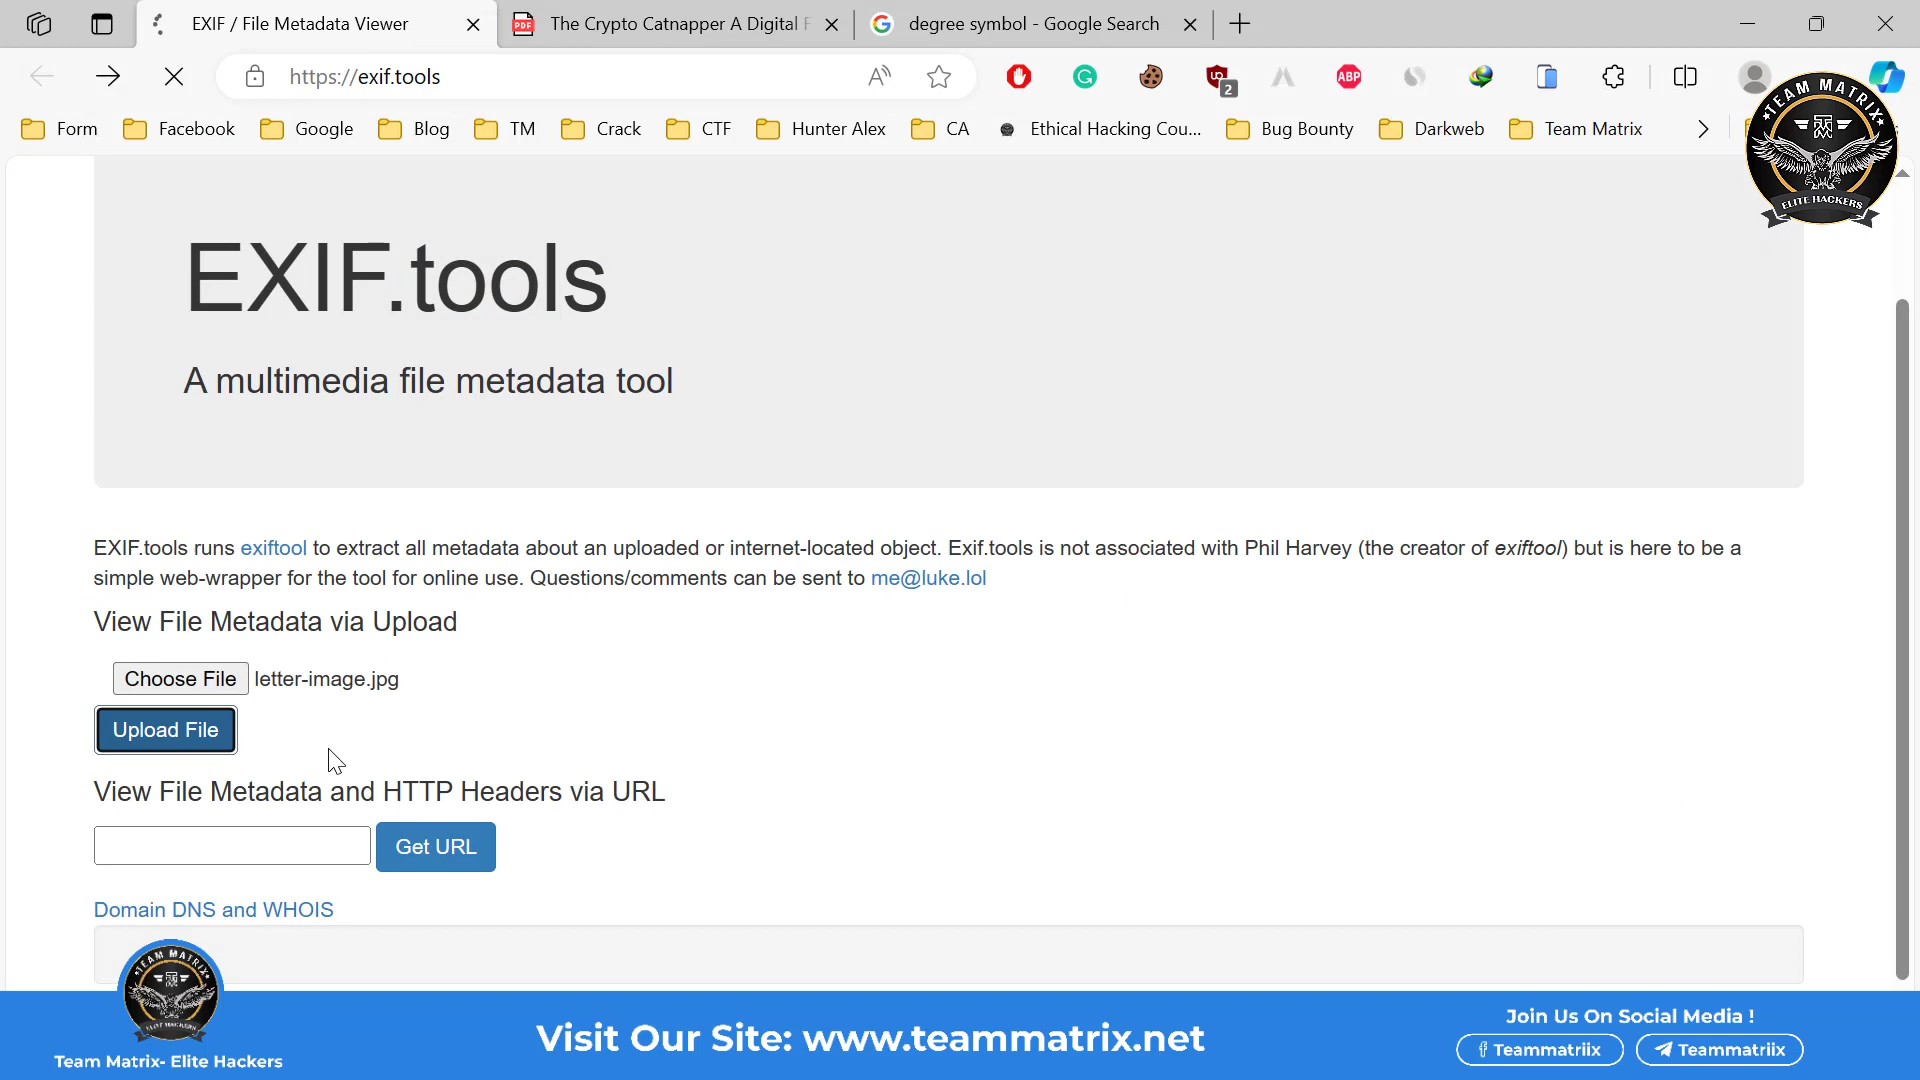 EXIF / File Metadata Viewer
The Crypto Catnapper A Digital F
degree symbol - Google Search
https://exif.tools
2
ABP
Form
Facebook
Google
Blog
TM
Crack
CTF
Hunter Alex
CA
Ethical Hacking Cou...
Bug Bounty
Darkweb
Team Matrix
TEAM MATRIX
ELITE HACKERS
EXIF.tools
A multimedia file metadata tool
EXIF.tools runs exiftool to extract all metadata about an uploaded or internet-located object. Exif.tools is not associated with Phil Harvey (the creator of exiftool) but is here to be a
simple web-wrapper for the tool for online use. Questions/comments can be sent to me@luke.lol
View File Metadata via Upload
Choose File letter-image.jpg
Upload File
View File Metadata and HTTP Headers via URL
Get URL
Domain DNS and WHOIS
TEAM MATRIX
ELITE HACKERS
Team Matrix- Elite Hackers
Visit Our Site: www.teammatrix.net
Join Us On Social Media !
Teammatriix
Teammatriix